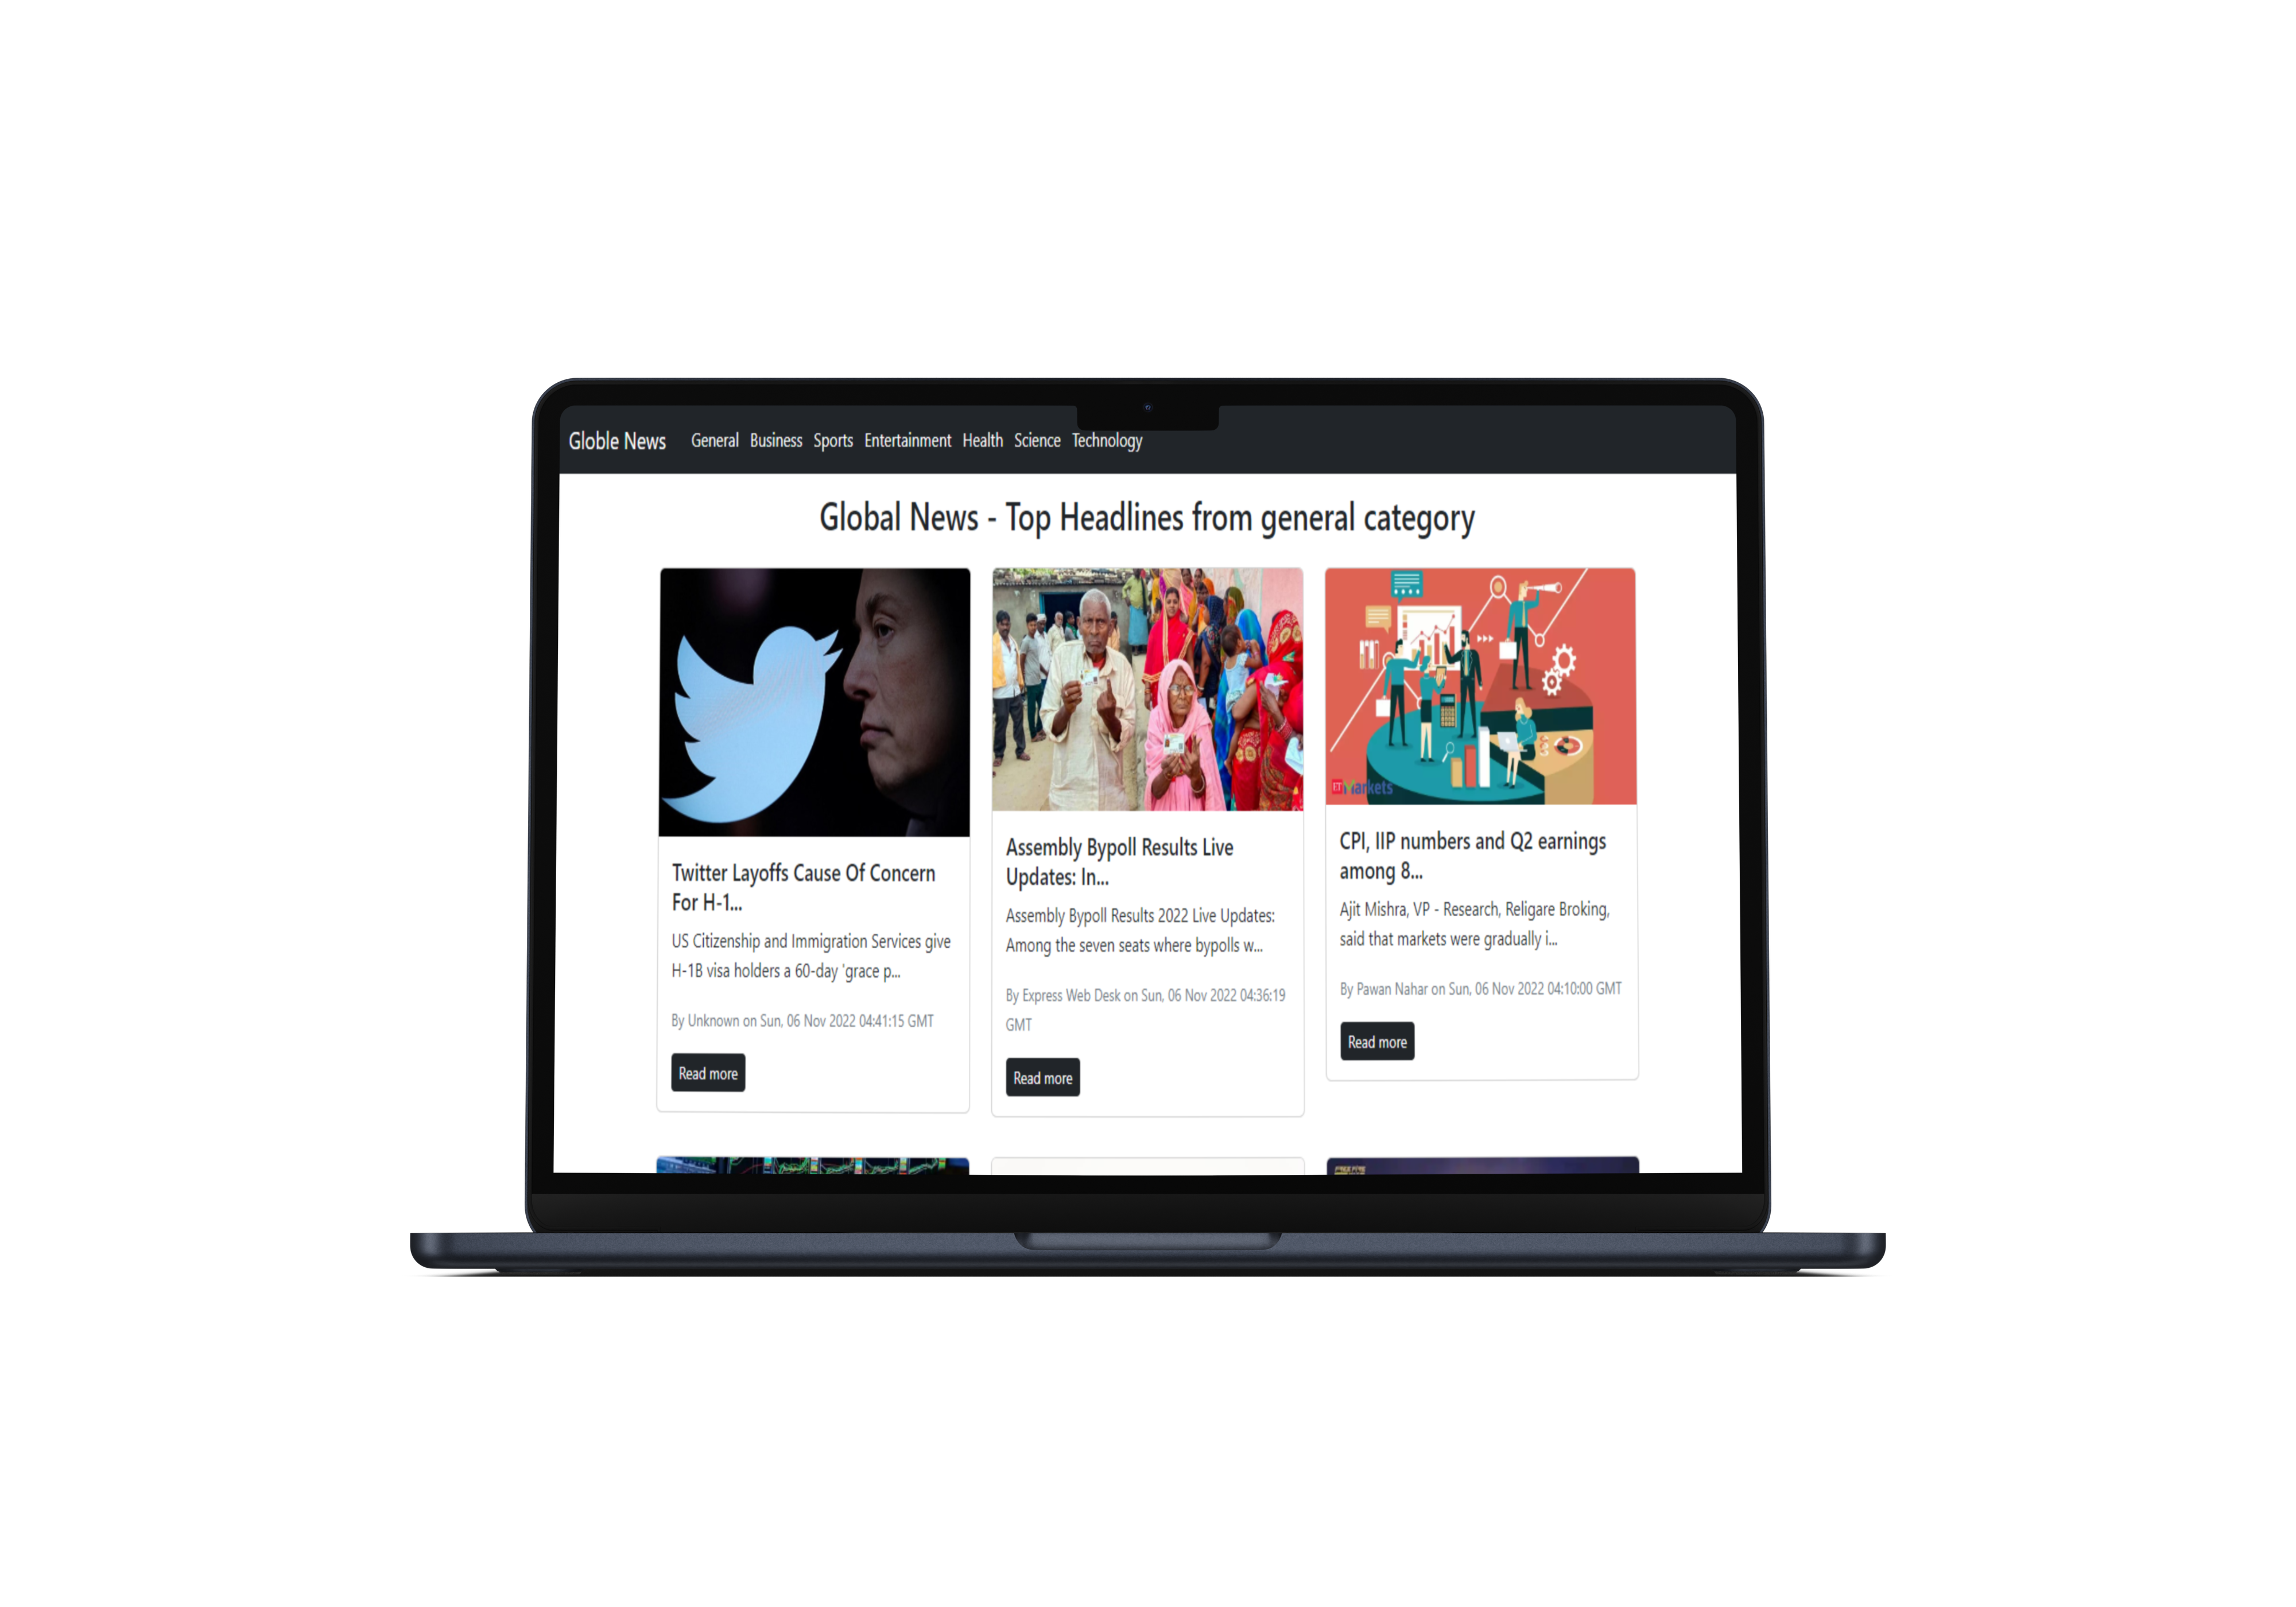 Globle News General Business Sports Entertainment Health Science Technology
Global News - Top Headlines from general category
ET Markets
Twitter Layoffs Cause Of Concern
For H-1...
US Citizenship and Immigration Services give
H-1B visa holders a 60-day 'grace p...
By Unknown on Sun, 06 Nov 2022 04:41:15 GMT
Read more
Assembly Bypoll Results Live
Updates: In...
Assembly Bypoll Results 2022 Live Updates:
Among the seven seats where bypolls w...
By Express Web Desk on Sun, 06 Nov 2022 04:36:19
GMT
Read more
CPI, IIP numbers and Q2 earnings
among 8...
Ajit Mishra, VP - Research, Religare Broking,
said that markets were gradually i...
By Pawan Nahar on Sun, 06 Nov 2022 04:10:00 GMT
Read more
FREE FIRE